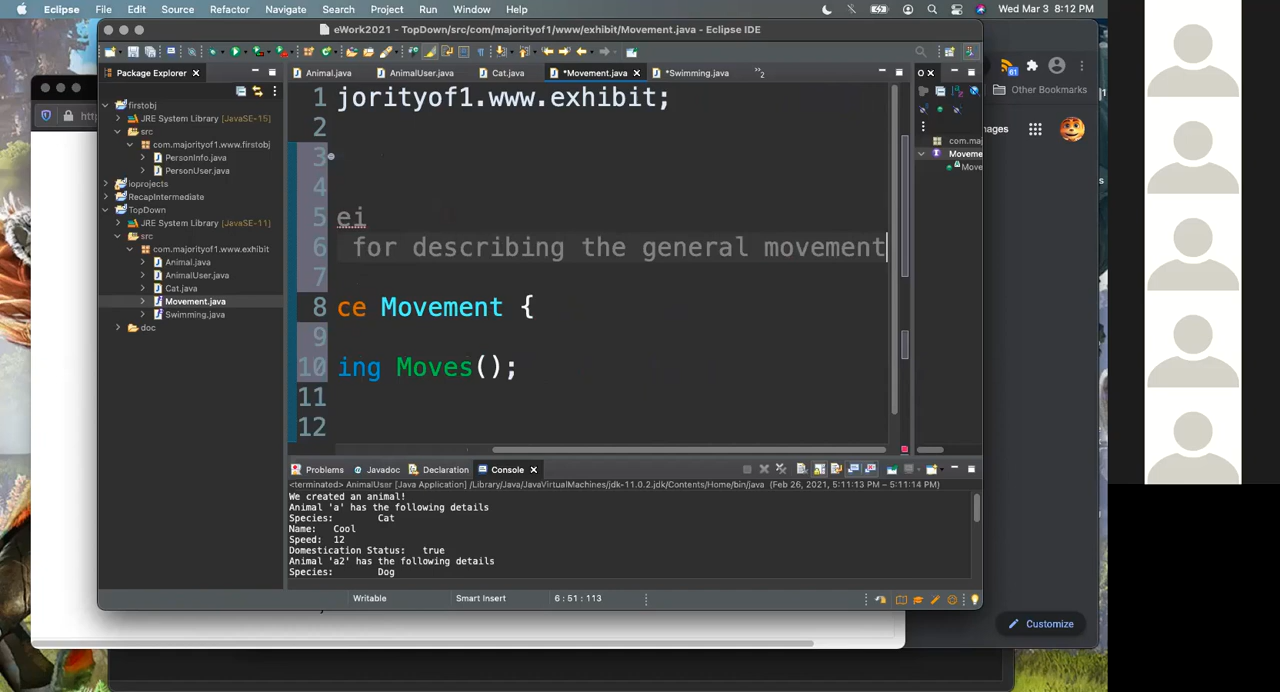 Eclipse File Edit Source Refactor Navigate Search Project Run Window Help Wed Mar 3 8:12 PM
eWork2021 - TopDown/src/com/majorityof1/www/exhibit/Movement.java - Eclipse IDE
Package Explorer
Animal.java AnimalUser.java Cat.java *Movement.java *Swimming.java »2
firstobj
JRE System Library [JavaSE-15]
src
com.majorityof1.www.firstobj
PersonInfo.java
PersonUser.java
ioprojects
RecapIntermediate
TopDown
JRE System Library [JavaSE-11]
src
com.majorityof1.www.exhibit
Animal.java
AnimalUser.java
Cat.java
Movement.java
Swimming.java
doc
1 jorityof1.www.exhibit;
2
3
4
5 ei
6 for describing the general movement
7
8 ce Movement {
9
10 ing Moves();
11
12
com.ma
Moveme
Move
61
Other Bookmarks
nages
Problems Javadoc Declaration Console
<terminated> AnimalUser [Java Application] /Library/Java/JavaVirtualMachines/jdk-11.0.2.jdk/Contents/Home/bin/java (Feb 26, 2021, 5:11:13 PM – 5:11:14 PM)
We created an animal!
Animal 'a' has the following details
Species: Cat
Name: Cool
Speed: 12
Domestication Status: true
Animal 'a2' has the following details
Species: Dog
Writable Smart Insert 6 : 51 : 113
Customize